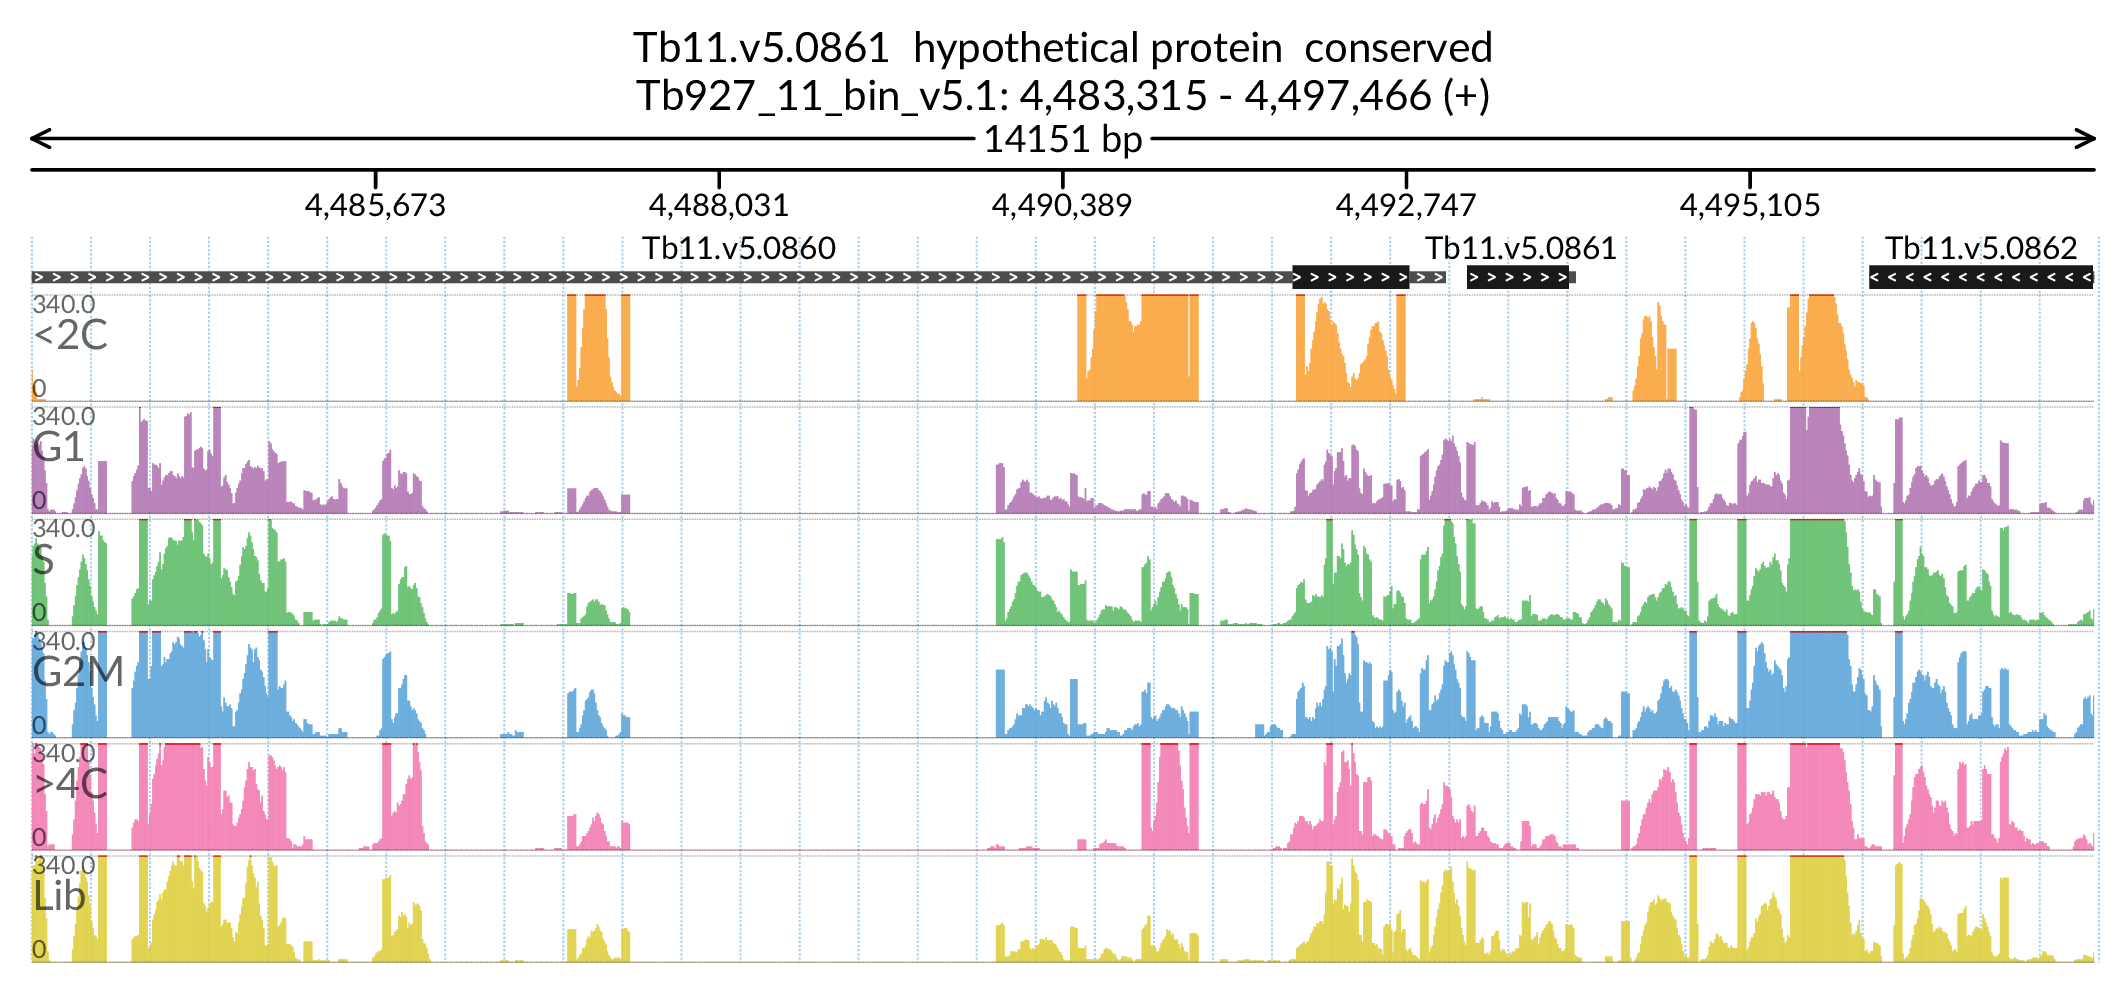 Tb11.v5.0861 hypothetical protein conserved
Tb927_11_bin_v5.1: 4,483,315 - 4,497,466 (+)
14151 bp
4,485,673 4,488,031 4,490,389 4,492,747 4,495,105
Tb11.v5.0860 Tb11.v5.0861 Tb11.v5.0862
340.0
<2C
0
340.0
G1
0
340.0
S
0
340.0
G2M
0
340.0
>4C
0
340.0
Lib
0